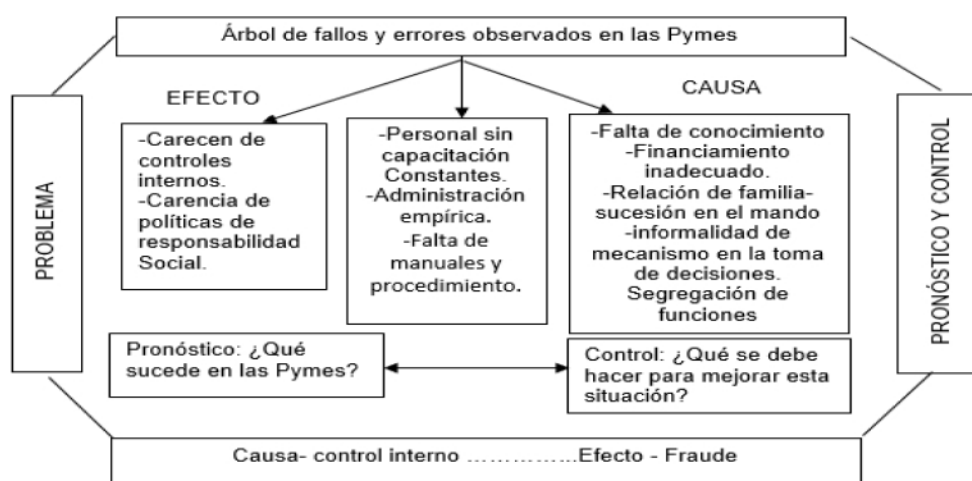 Árbol de fallos y errores observados en las Pymes
PROBLEMA
EFECTO
-Carecen de
controles
internos.
-Carencia de
políticas de
responsabilidad
Social.
-Personal sin
capacitación
Constantes.
-Administración
empírica.
-Falta de
manuales y
procedimiento.
CAUSA
-Falta de conocimiento
-Financiamiento
inadecuado.
-Relación de familia-
sucesión en el mando
-informalidad de
mecanismo en la toma
de decisiones.
Segregación de
funciones
PRONÓSTICO Y CONTROL
Pronóstico: ¿Qué
sucede en las Pymes?
Control: ¿Qué se debe
hacer para mejorar esta
situación?
Causa- control interno ……………Efecto - Fraude